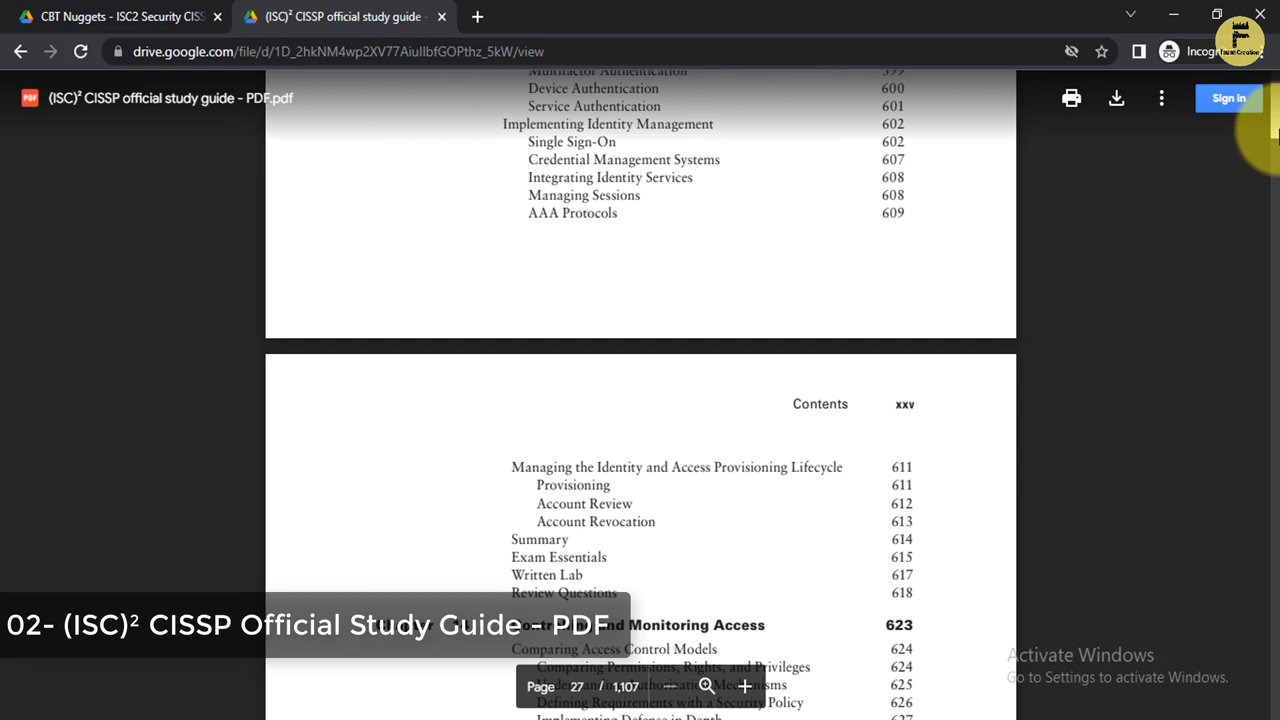 CBT Nuggets - ISC2 Security CISS
(ISC)² CISSP official study guide -
drive.google.com/file/d/1D_2hkNM4wp2XV77AiuIIbfGOPthz_5kW/view
Incog
(ISC)² CISSP official study guide - PDF.pdf
Sign in
Multifactor Authentication 599
Device Authentication 600
Service Authentication 601
Implementing Identity Management 602
Single Sign-On 602
Credential Management Systems 607
Integrating Identity Services 608
Managing Sessions 608
AAA Protocols 609
Contents xxv
Managing the Identity and Access Provisioning Lifecycle 611
Provisioning 611
Account Review 612
Account Revocation 613
Summary 614
Exam Essentials 615
Written Lab 617
Review Questions 618
02- (ISC)² CISSP Official Study Guide - PDF
and Monitoring Access 623
Comparing Access Control Models 624
Comparing Permissions, Rights, and Privileges 624
Understanding Authorization Mechanisms 625
Defining Requirements with a Security Policy 626
Implementing Defense in Depth 627
Page 27 / 1,107
Activate Windows
Go to Settings to activate Windows.